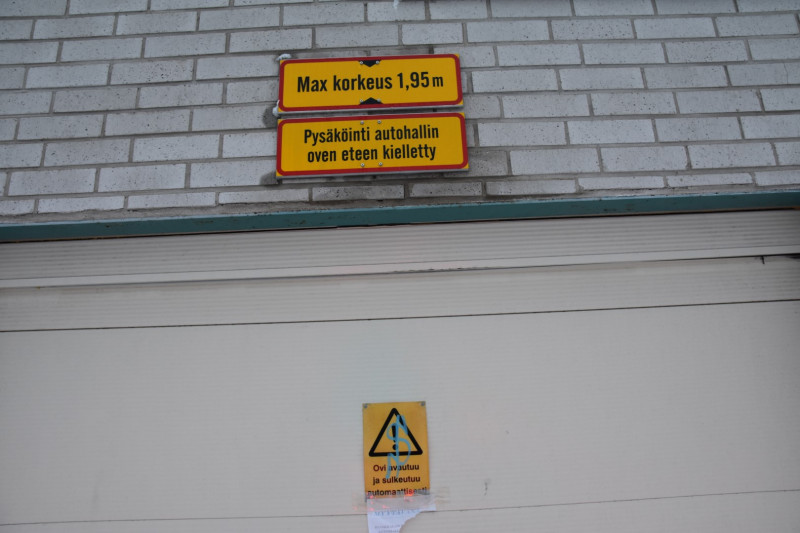 Max korkeus 1,95 m
Pysäköinti autohallin
oven eteen kielletty
Ovi avautuu
ja sulkeutuu
automaattisesti